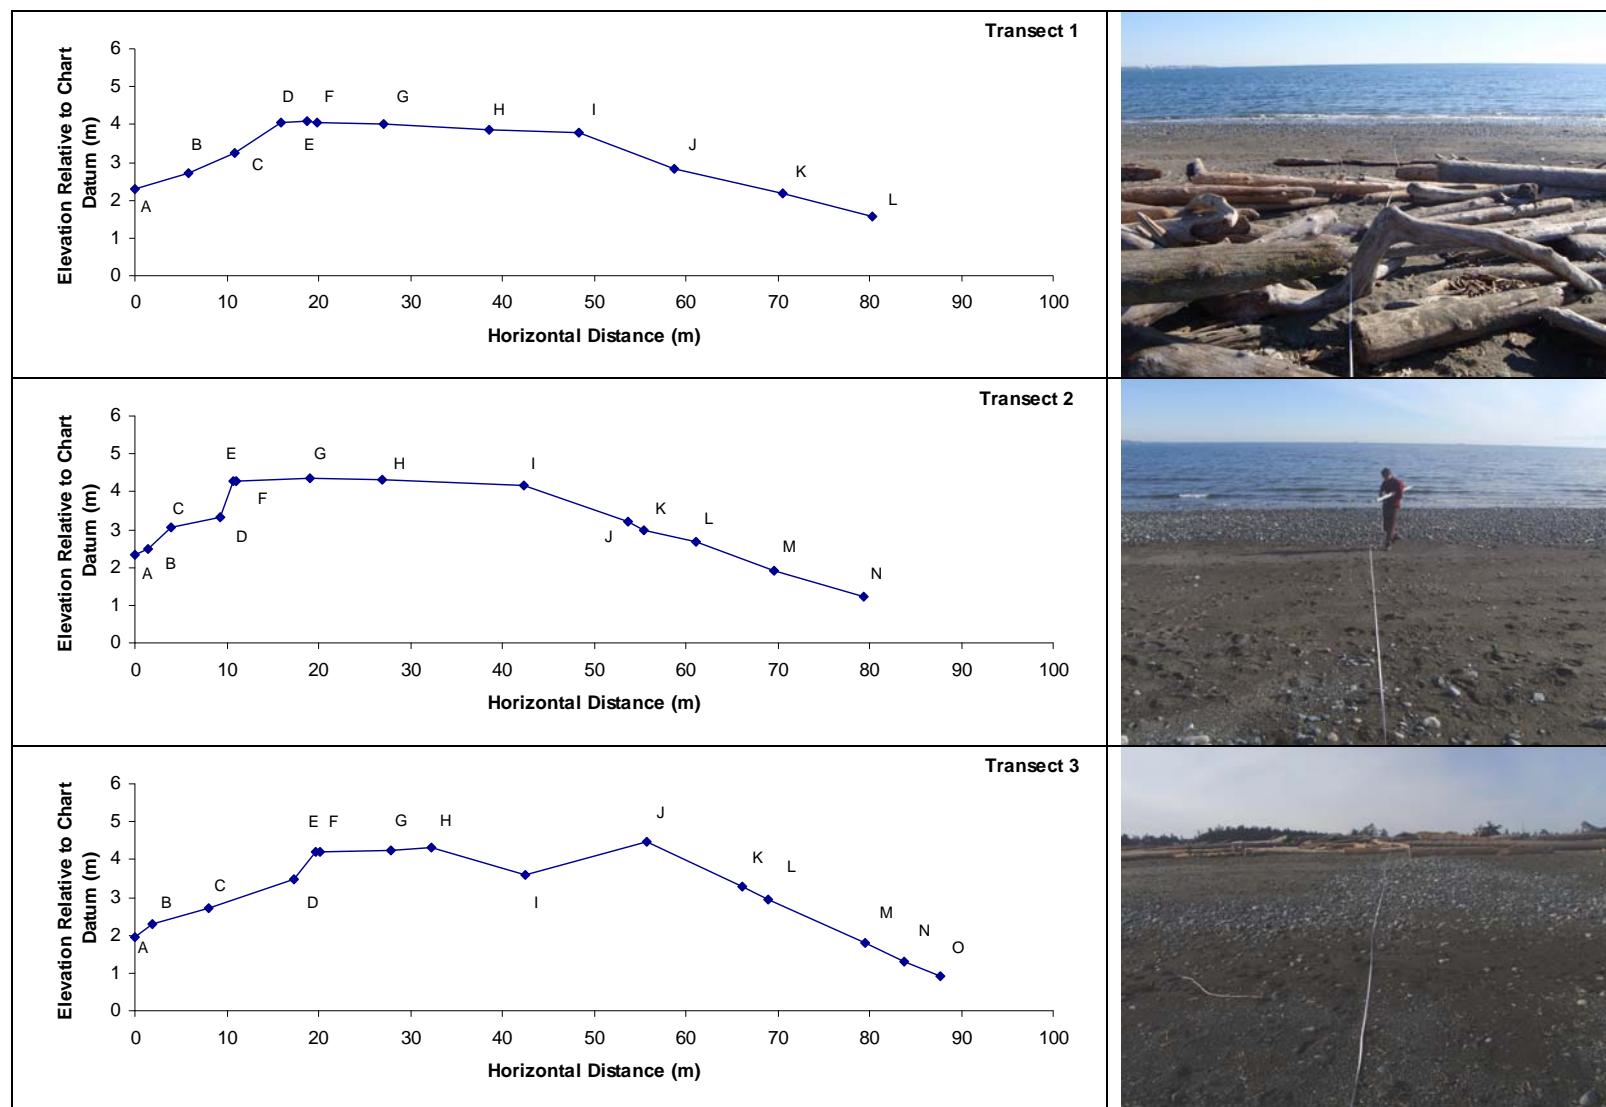 Transect 1
Elevation Relative to Chart
Datum (m)
6
5
4
3
2
1
0
A
B
C
D
E
F
G
H
I
J
K
L
0 10 20 30 40 50 60 70 80 90 100
Horizontal Distance (m)
Transect 2
Elevation Relative to Chart
Datum (m)
6
5
4
3
2
1
0
A
B
C
D
E
F
G
H
I
J
K
L
M
N
0 10 20 30 40 50 60 70 80 90 100
Horizontal Distance (m)
Transect 3
Elevation Relative to Chart
Datum (m)
6
5
4
3
2
1
0
A
B
C
D
E
F
G
H
I
J
K
L
M
N
O
0 10 20 30 40 50 60 70 80 90 100
Horizontal Distance (m)